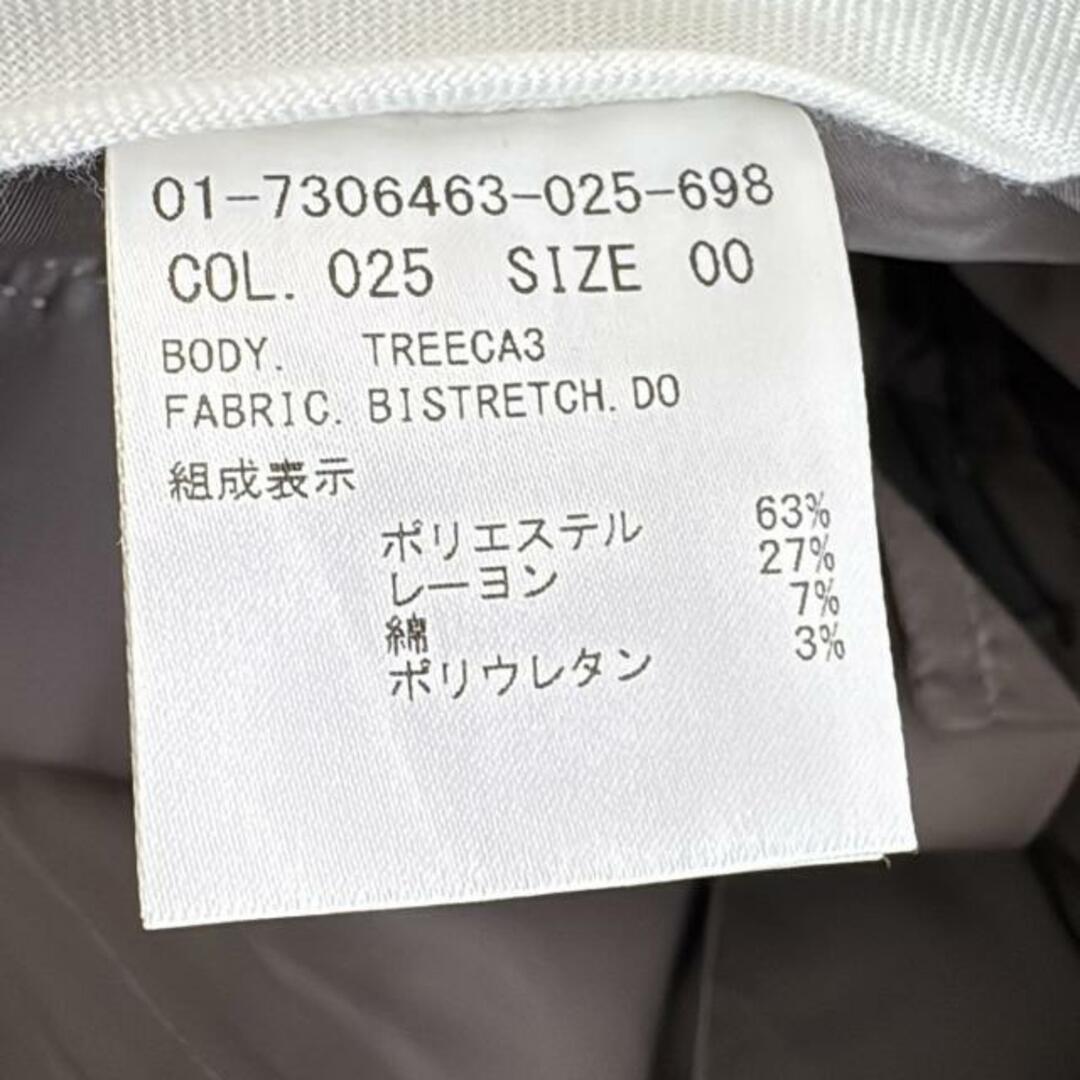 01-7306463-025-698
COL. 025 SIZE 00
BODY. TREECA3
FABRIC. BISTRETCH. DO
組成表示
ポリエステル 63%
レーヨン 27%
綿 7%
ポリウレタン 3%